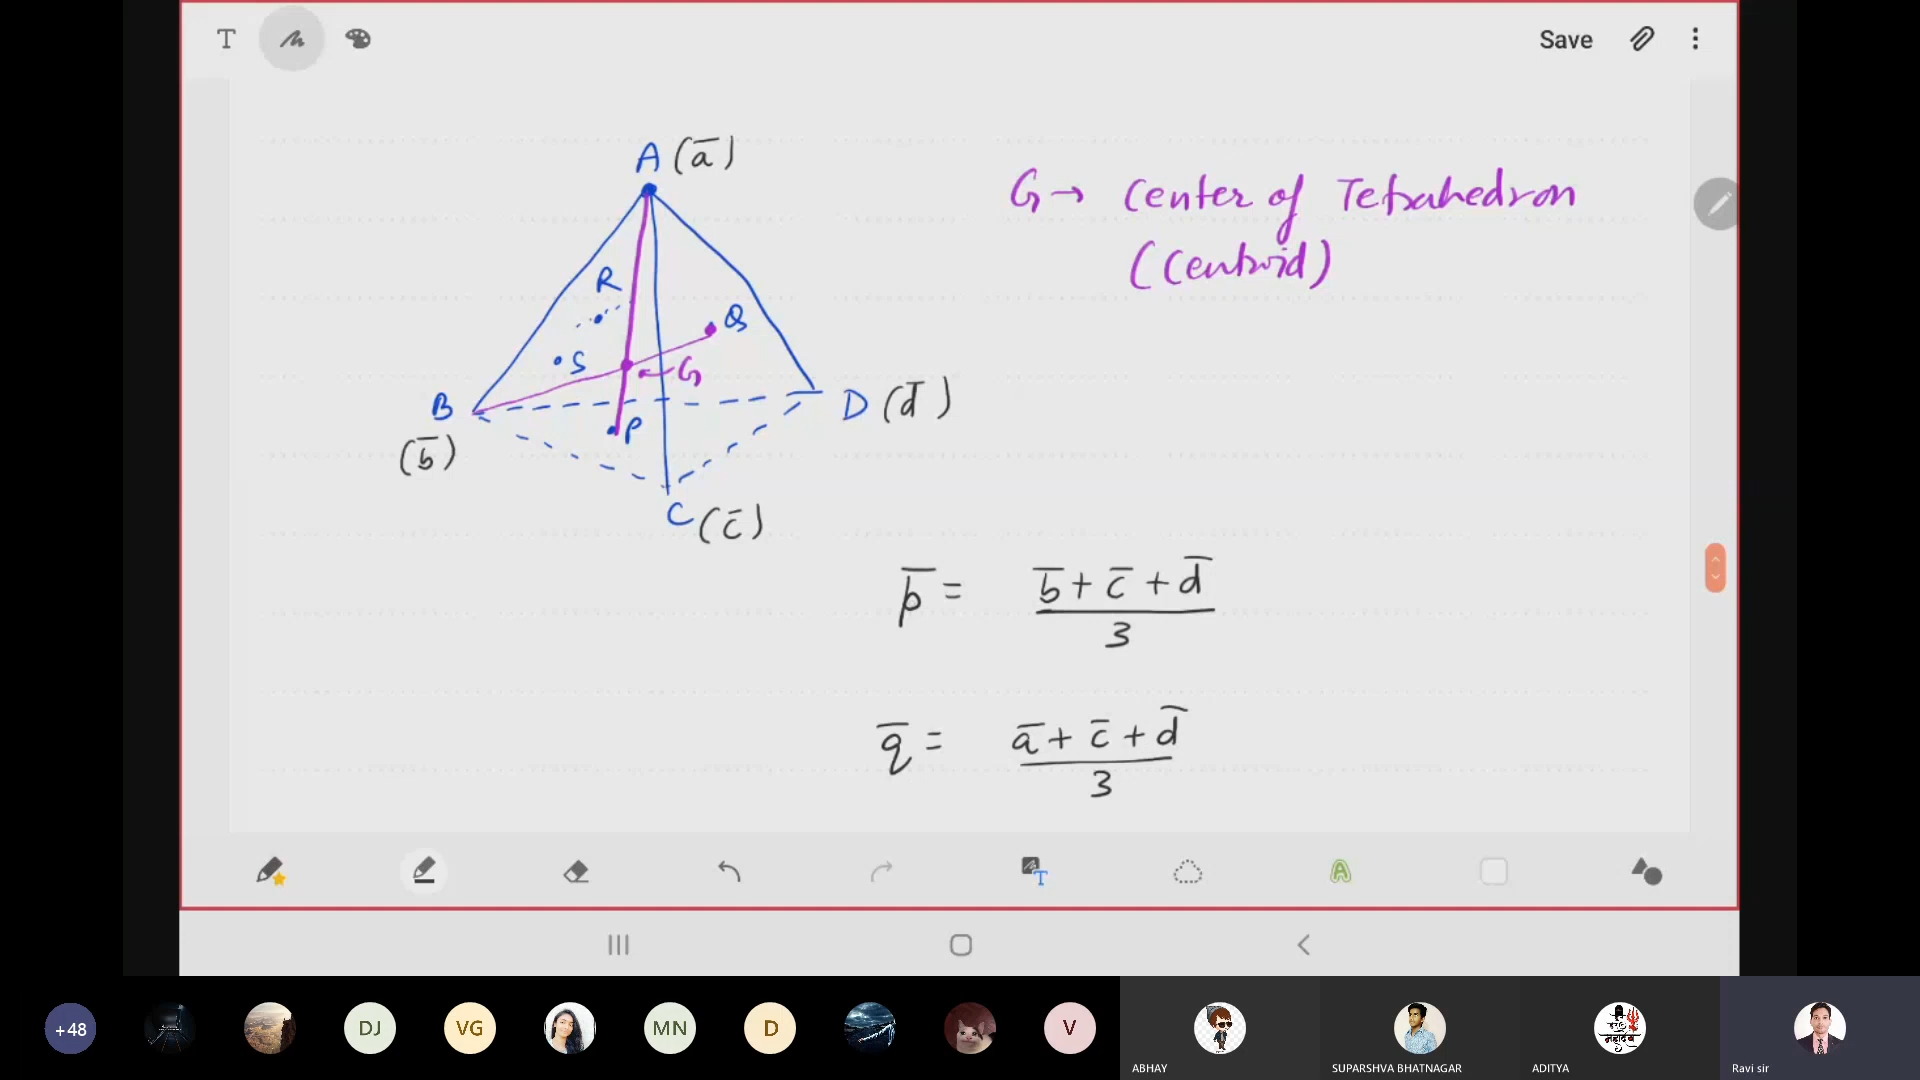 T
Save
A (a̅)
G → Center of Tetrahedron
(Centroid)
R
Q
S
G
B
D (d̅)
P
(b̅)
C (c̅)
p̅ = b̅ + c̅ + d̅
3
q̅ = a̅ + c̅ + d̅
3
T
A
+48
DJ
VG
MN
D
V
ABHAY
SUPARSHVA BHATNAGAR
ADITYA
Ravi sir